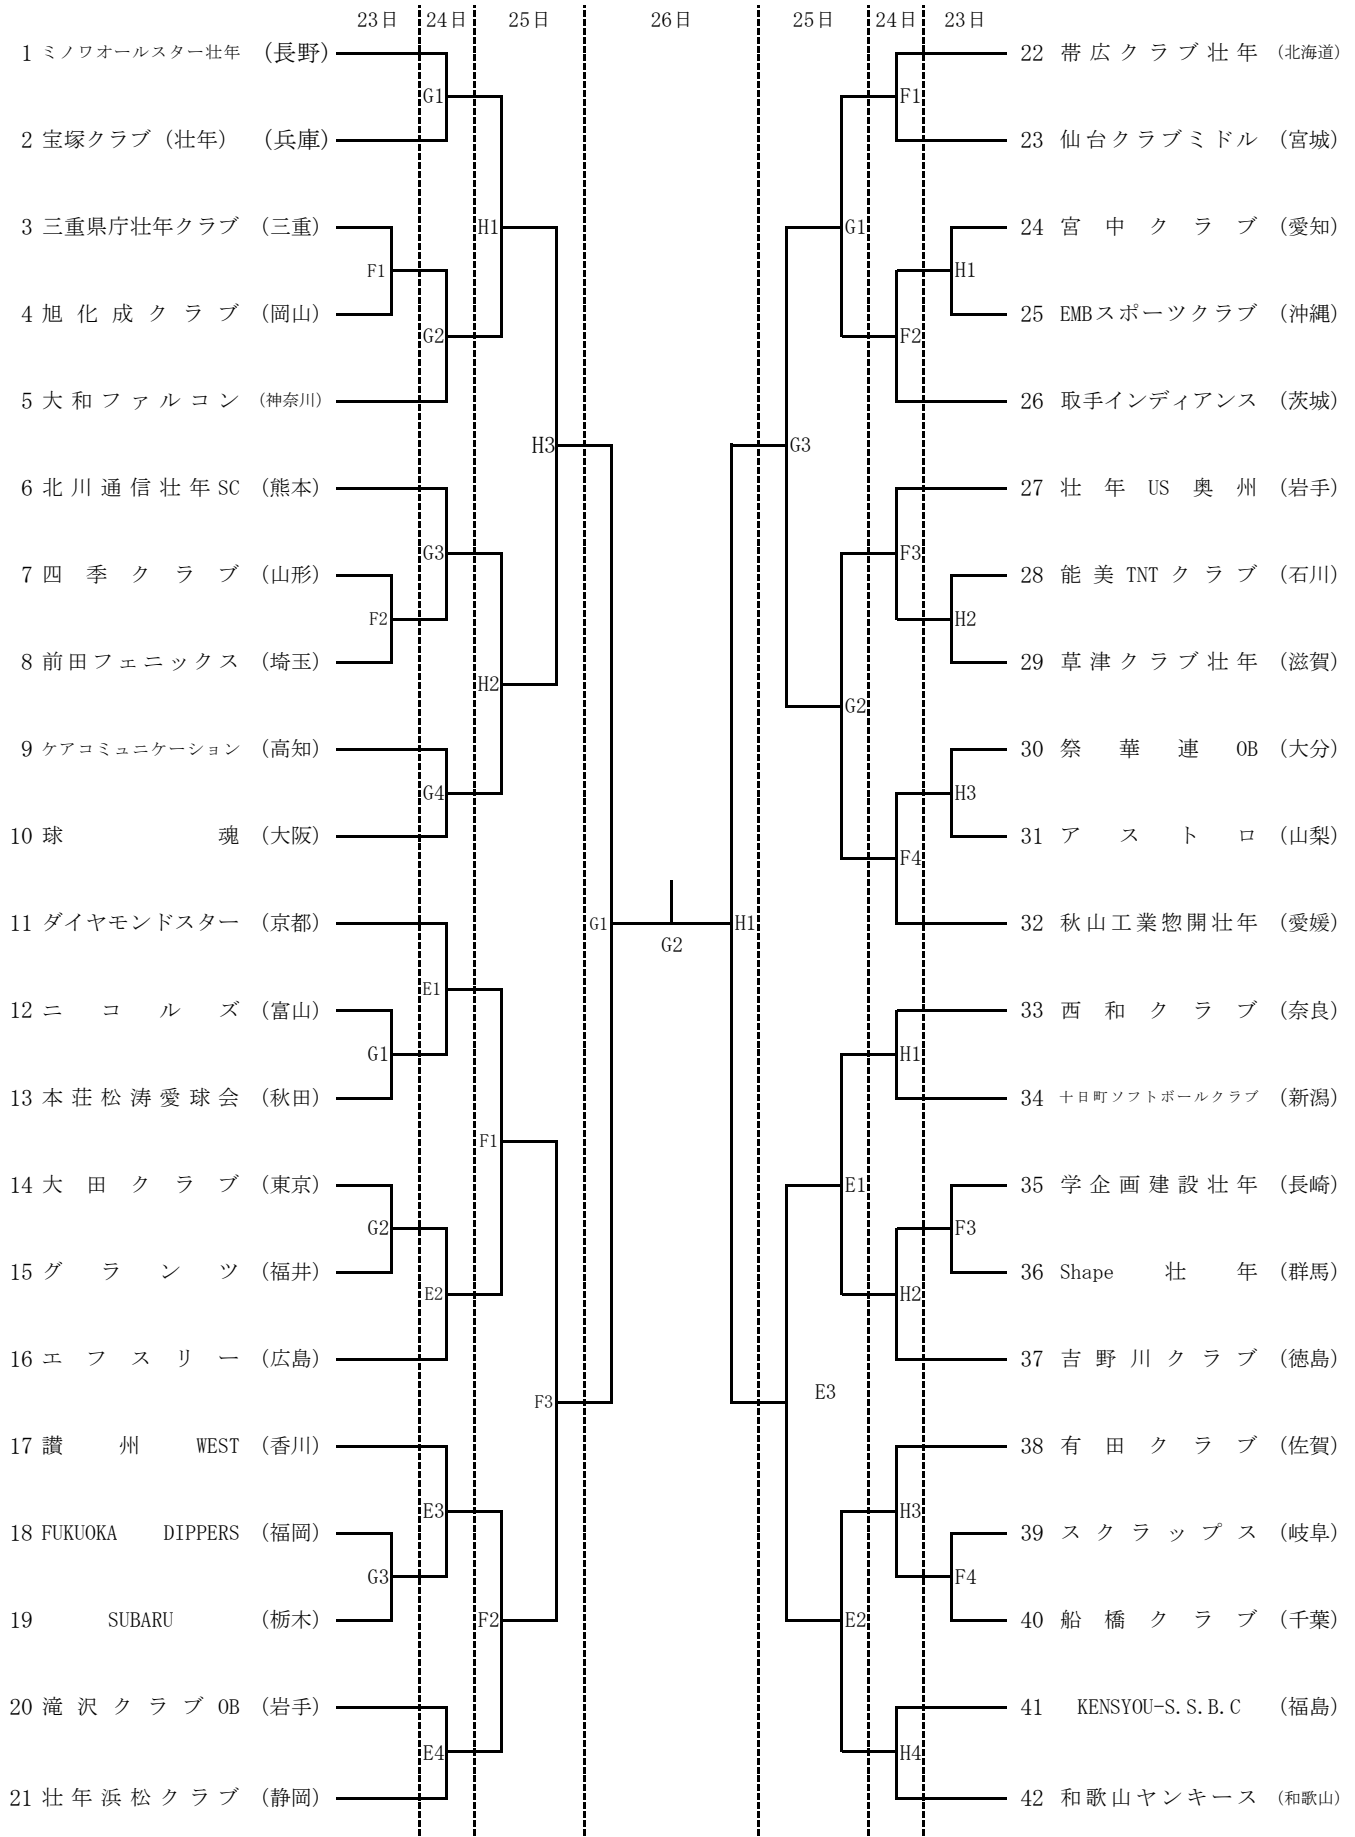 23日 24日 25日 26日 25日 24日 23日
1 ミノワオールスター壮年 (長野)
22 帯広クラブ壮年 (北海道)
G1 F1
2 宝塚クラブ（壮年） (兵庫)
23 仙台クラブミドル (宮城)
3 三重県庁壮年クラブ (三重) H1 G1
24 宮中クラブ (愛知)
F1 H1
4 旭化成クラブ (岡山)
25 EMBスポーツクラブ (沖縄)
G2 F2
5 大和ファルコン (神奈川)
26 取手インディアンス (茨城)
H3 G3
6 北川通信壮年SC (熊本)
27 壮年US奥州 (岩手)
G3 F3
7 四季クラブ (山形)
28 能美TNTクラブ (石川)
F2 H2
8 前田フェニックス (埼玉)
29 草津クラブ壮年 (滋賀)
H2 G2
9 ケアコミュニケーション (高知)
30 祭華連OB (大分)
G4 H3
10 球魂 (大阪)
31 アストロ (山梨)
F4
11 ダイヤモンドスター (京都) G1 H1
32 秋山工業惣開壮年 (愛媛)
G2
E1
12 ニコルズ (富山)
33 西和クラブ (奈良)
G1 H1
13 本荘松涛愛球会 (秋田)
34 十日町ソフトボールクラブ (新潟)
F1
14 大田クラブ (東京) E1
35 学企画建設壮年 (長崎)
G2 F3
15 グランツ (福井)
36 Shape 壮年 (群馬)
E2 H2
16 エフスリー (広島)
37 吉野川クラブ (徳島)
F3 E3
17 讃州WEST (香川)
38 有田クラブ (佐賀)
E3 H3
18 FUKUOKA DIPPERS (福岡)
39 スクラップス (岐阜)
G3 F4
19 SUBARU (栃木) F2 E2
40 船橋クラブ (千葉)
20 滝沢クラブOB (岩手)
41 KENSYOU-S.S.B.C (福島)
E4 H4
21 壮年浜松クラブ (静岡)
42 和歌山ヤンキース (和歌山)